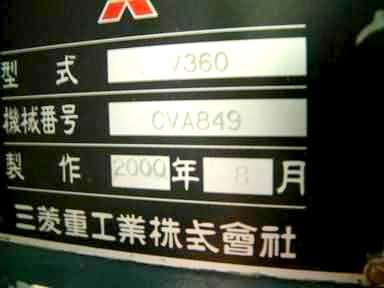 型式 V360
機械番号 CVA849
製作 2000年 8月
三菱重工業株式會社